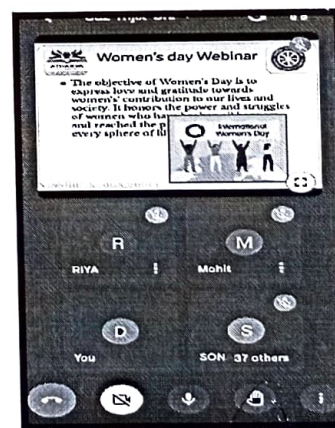 Women's day Webinar
• The objective of Women's Day is to
express love and gratitude towards
women's contribution to our lives and
society. It honors the power and struggles
of women who
and reached the p
every sphere of
International
Women's Day
R
M
RIYA
Mohit
D
S
You
SON 37 others